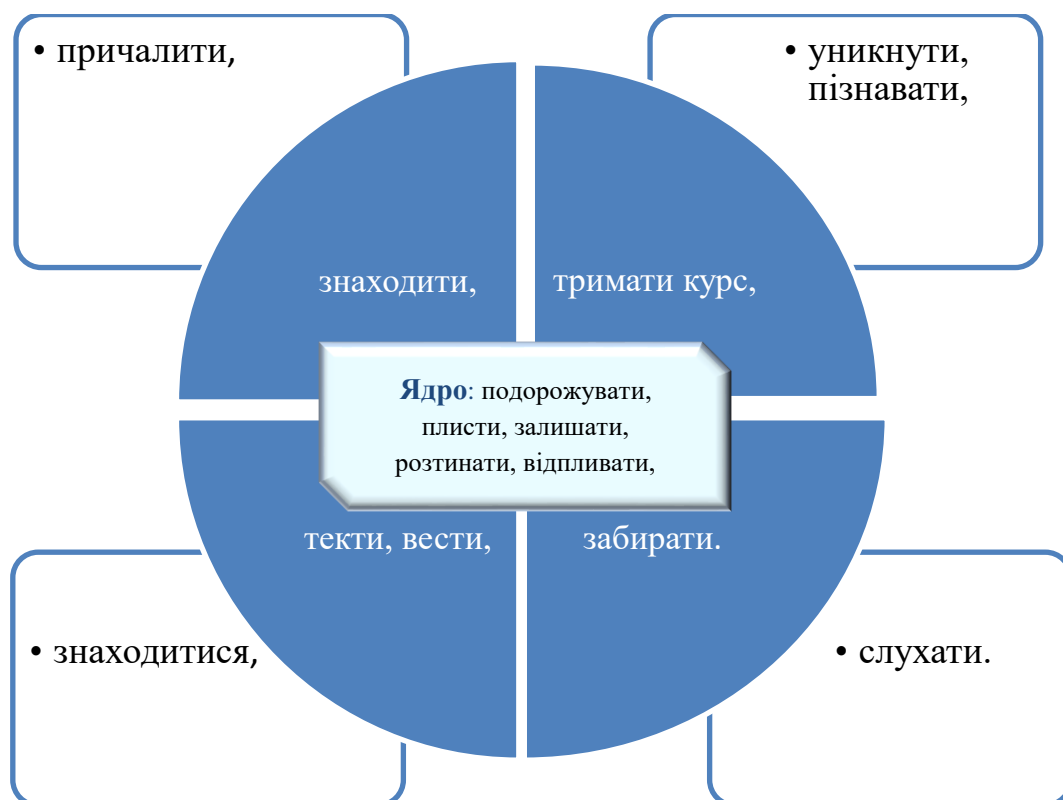 • причалити,
• уникнути,
пізнавати,
знаходити,
тримати курс,
Ядро: подорожувати,
плисти, залишати,
розтинати, відпливати,
текти, вести,
забирати.
• знаходитися,
• слухати.